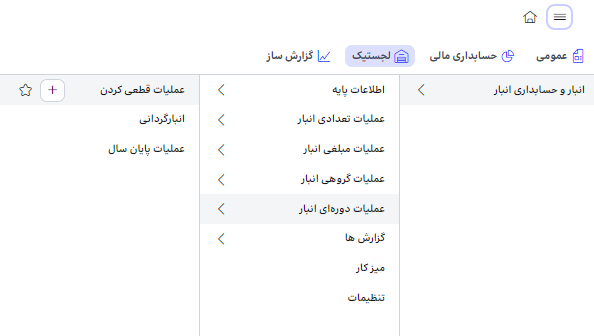 عمومی
حسابداری مالی
لجستیک
گزارش ساز
انبار و حسابداری انبار
اطلاعات پایه
عملیات تعدادی انبار
عملیات مبلغی انبار
عملیات گروهی انبار
عملیات دوره‌ای انبار
گزارش ها
میز کار
تنظیمات
عملیات قطعی کردن
انبارگردانی
عملیات پایان سال